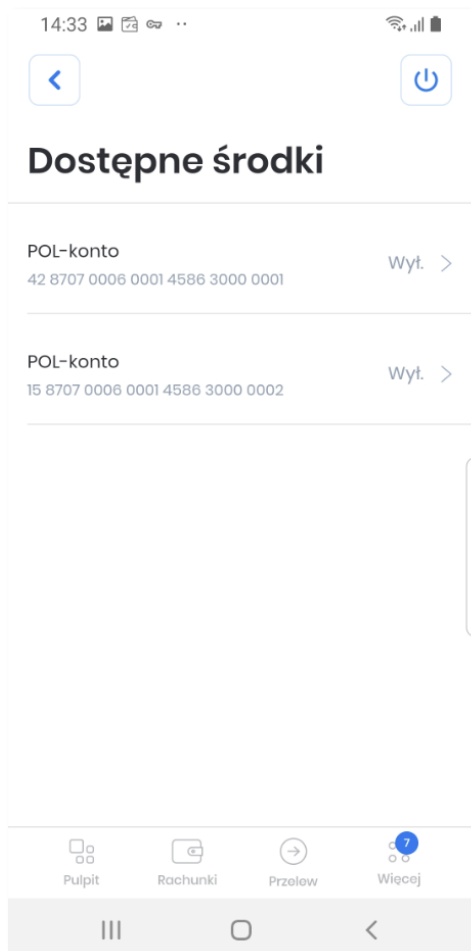 14:33
Dostępne środki
POL-konto
42 8707 0006 0001 4586 3000 0001
Wył.
POL-konto
15 8707 0006 0001 4586 3000 0002
Wył.
7
Pulpit
Rachunki
Przelew
Więcej